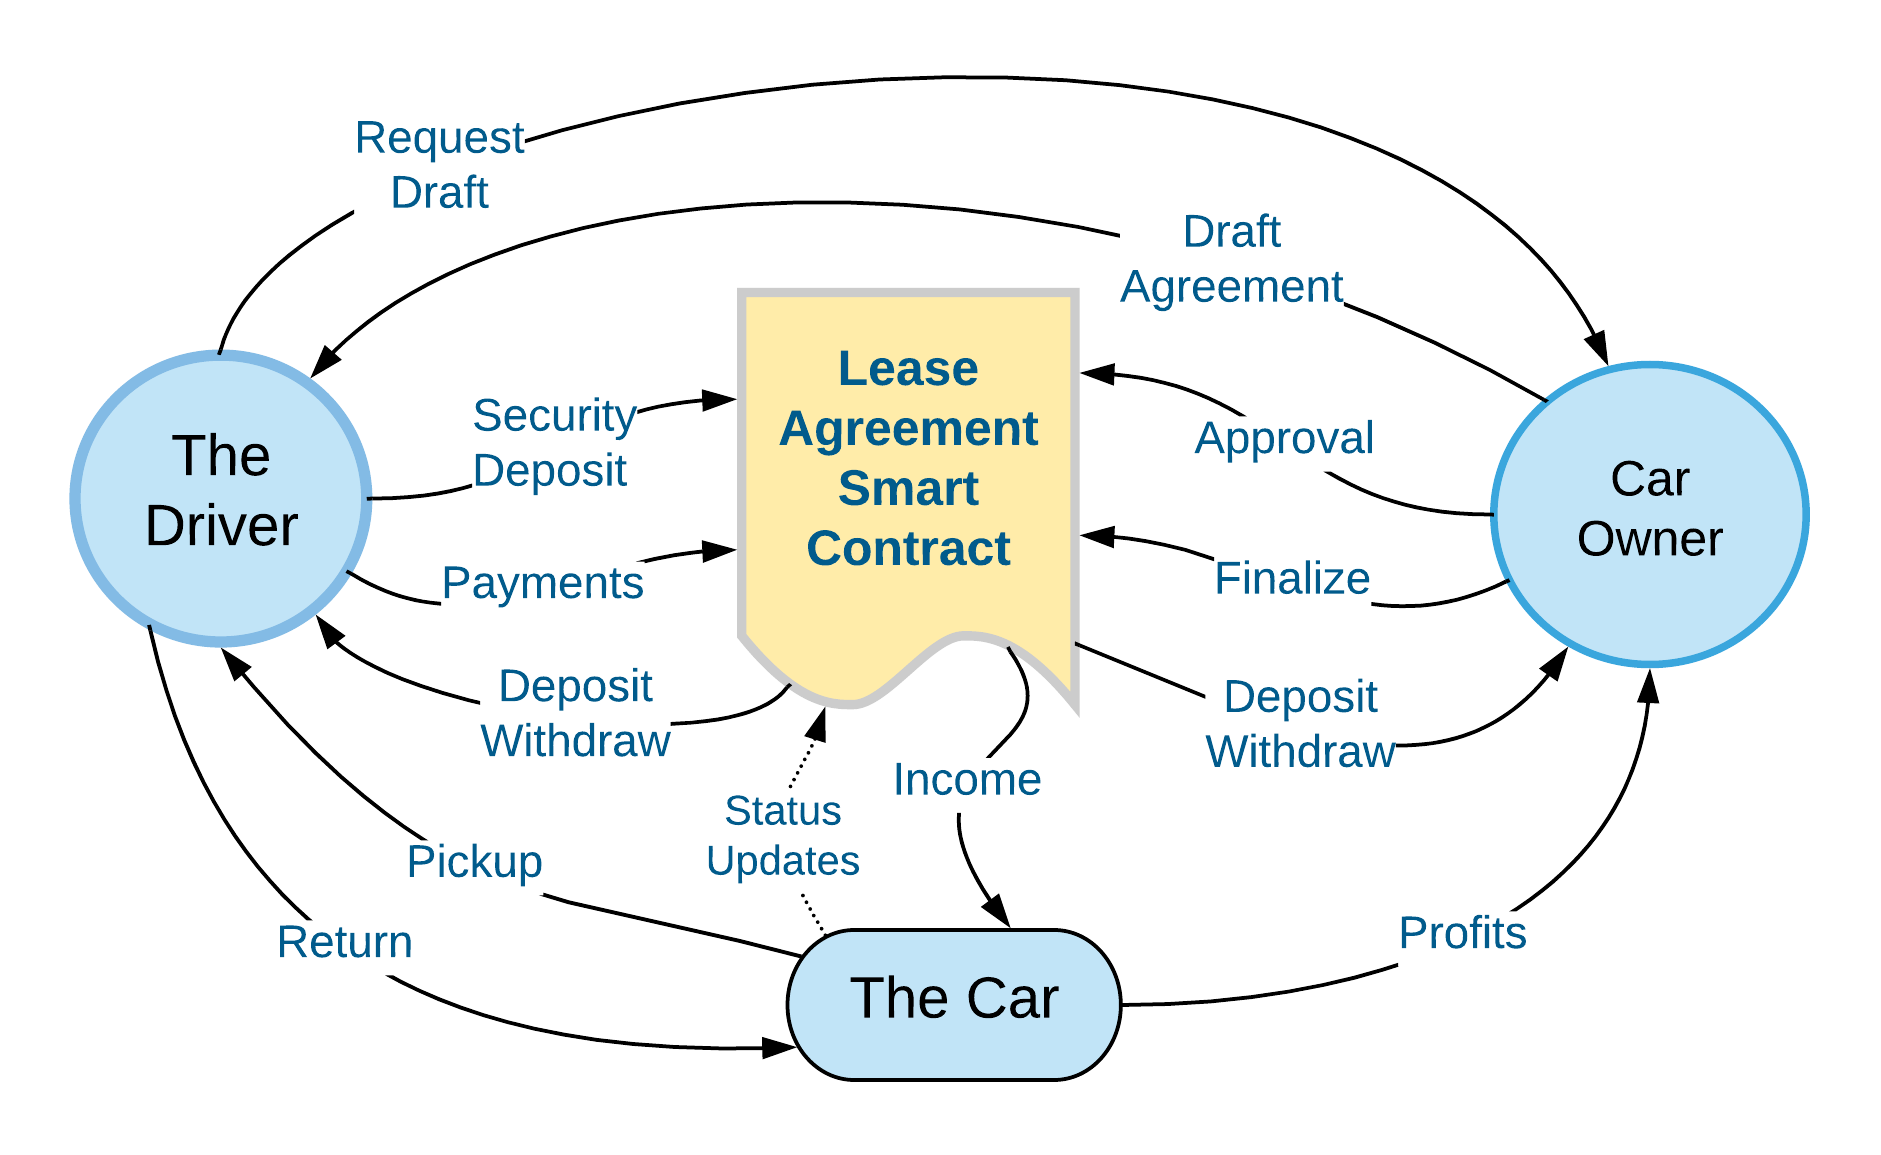 Request
Draft
Draft
Agreement
Lease
Agreement
Smart
Contract
Security
Deposit
Approval
The
Driver
Car
Owner
Payments
Finalize
Deposit
Withdraw
Deposit
Withdraw
Income
Status
Updates
Pickup
Return
Profits
The Car